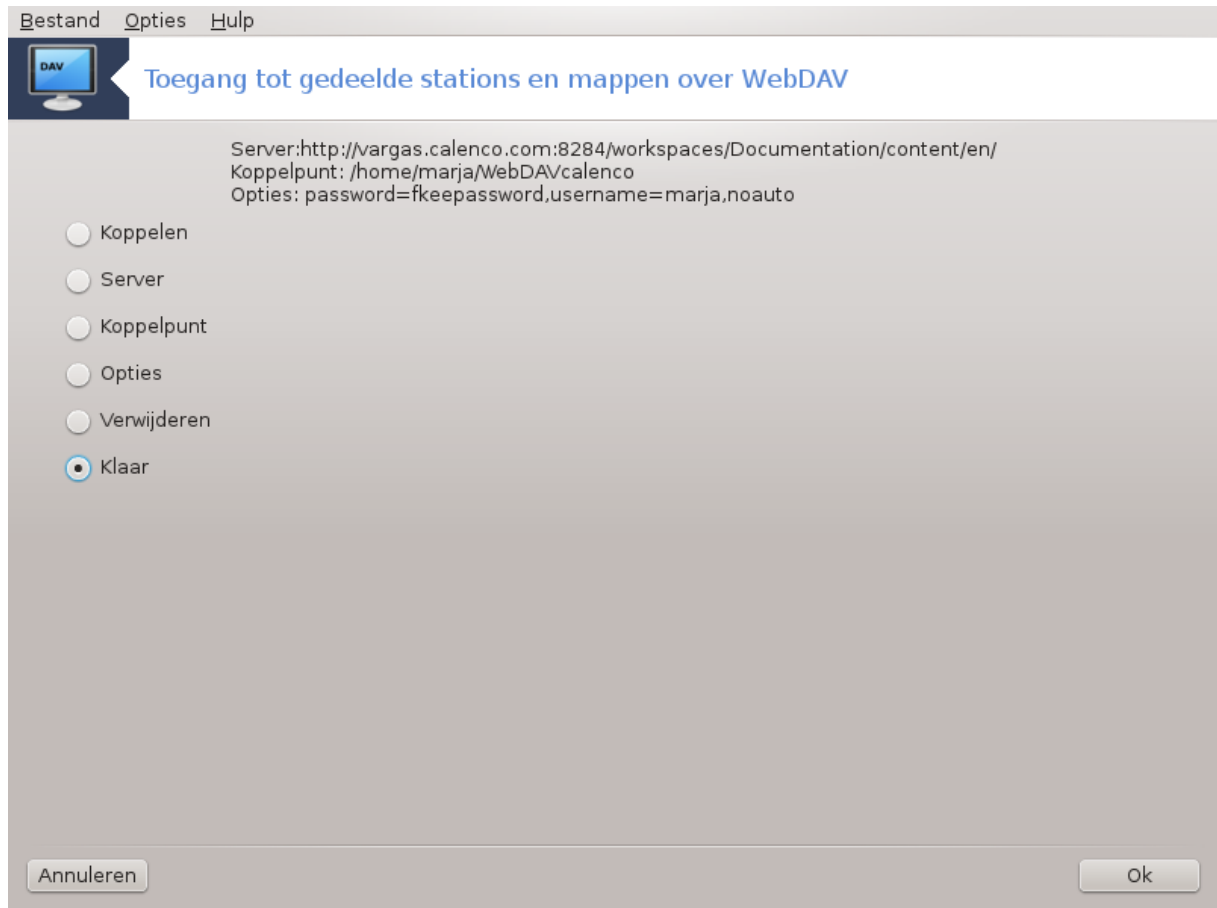 Bestand Opties Hulp
DAV
Toegang tot gedeelde stations en mappen over WebDAV
Server:http://vargas.calenco.com:8284/workspaces/Documentation/content/en/
Koppelpunt: /home/marja/WebDAVcalenco
Opties: password=fkeepassword,username=marja,noauto
Koppelen
Server
Koppelpunt
Opties
Verwijderen
Klaar
Annuleren Ok